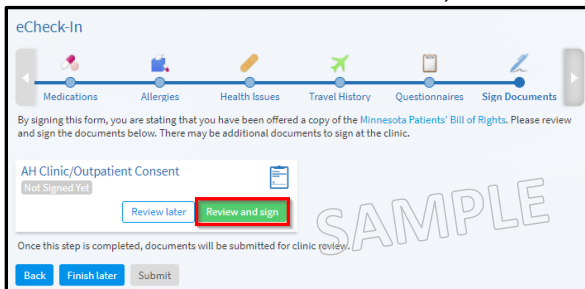 eCheck-In
Medications Allergies Health Issues Travel History Questionnaires Sign Documents
By signing this form, you are stating that you have been offered a copy of the Minnesota Patients' Bill of Rights. Please review
and sign the documents below. There may be additional documents to sign at the clinic.
AH Clinic/Outpatient Consent
Not Signed Yet
Review later Review and sign
SAMPLE
Once this step is completed, documents will be submitted for clinic review.
Back Finish later Submit